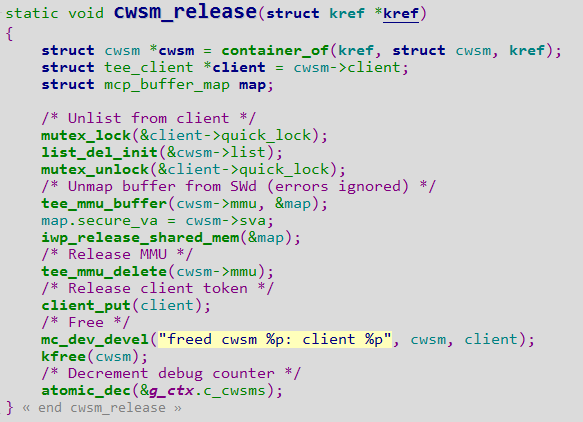 static void cwsm_release(struct kref *kref)
{
struct cwsm *cwsm = container_of(kref, struct cwsm, kref);
struct tee_client *client = cwsm->client;
struct mcp_buffer_map map;
/* Unlist from client */
mutex_lock(&client->quick_lock);
list_del_init(&cwsm->list);
mutex_unlock(&client->quick_lock);
/* Unmap buffer from SWd (errors ignored) */
tee_mmu_buffer(cwsm->mmu, &map);
map.secure_va = cwsm->sva;
iwp_release_shared_mem(&map);
/* Release MMU */
tee_mmu_delete(cwsm->mmu);
/* Release client token */
client_put(client);
/* Free */
mc_dev_devel("freed cwsm %p: client %p", cwsm, client);
kfree(cwsm);
/* Decrement debug counter */
atomic_dec(&g_ctx.c_cwsms);
} « end cwsm_release »